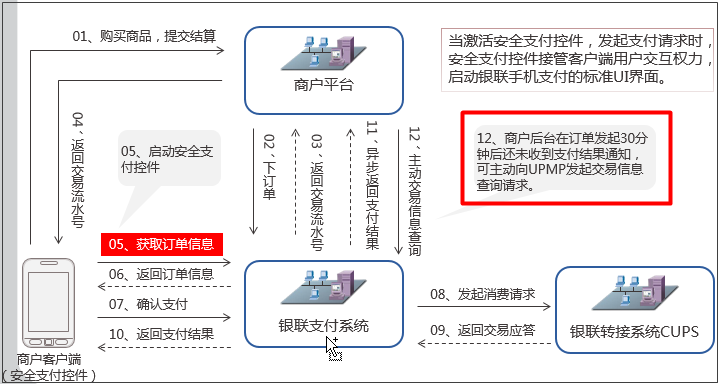 01、购买商品，提交结算
商户平台
当激活安全支付控件，发起支付请求时，
安全支付控件接管客户端用户交互权力，
启动银联手机支付的标准UI界面。
04、返回交易流水号
05、启动安全支
付控件
02、下订单
03、返回交易流水号
11、异步返回支付结果
12、主动交易信息查询
12、商户后台在订单发起30分
钟后还未收到支付结果通知，
可主动向UPMP发起交易信息
查询请求。
05、获取订单信息
06、返回订单信息
07、确认支付
10、返回支付结果
银联支付系统
08、发起消费请求
09、返回交易应答
银联转接系统CUPS
商户客户端
（安全支付控件）